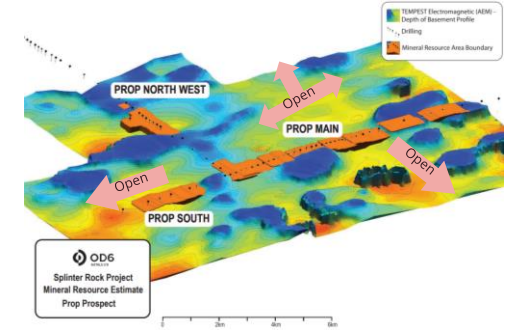 TEMPEST Electromagnetic (AEM) -
Depth of Basement Profile
Drilling
Mineral Resource Area Boundary
PROP NORTH WEST
Open
PROP MAIN
Open
Open
PROP SOUTH
OD6
Splinter Rock Project
Mineral Resource Estimate
Prop Prospect
0 2km 4km 6km